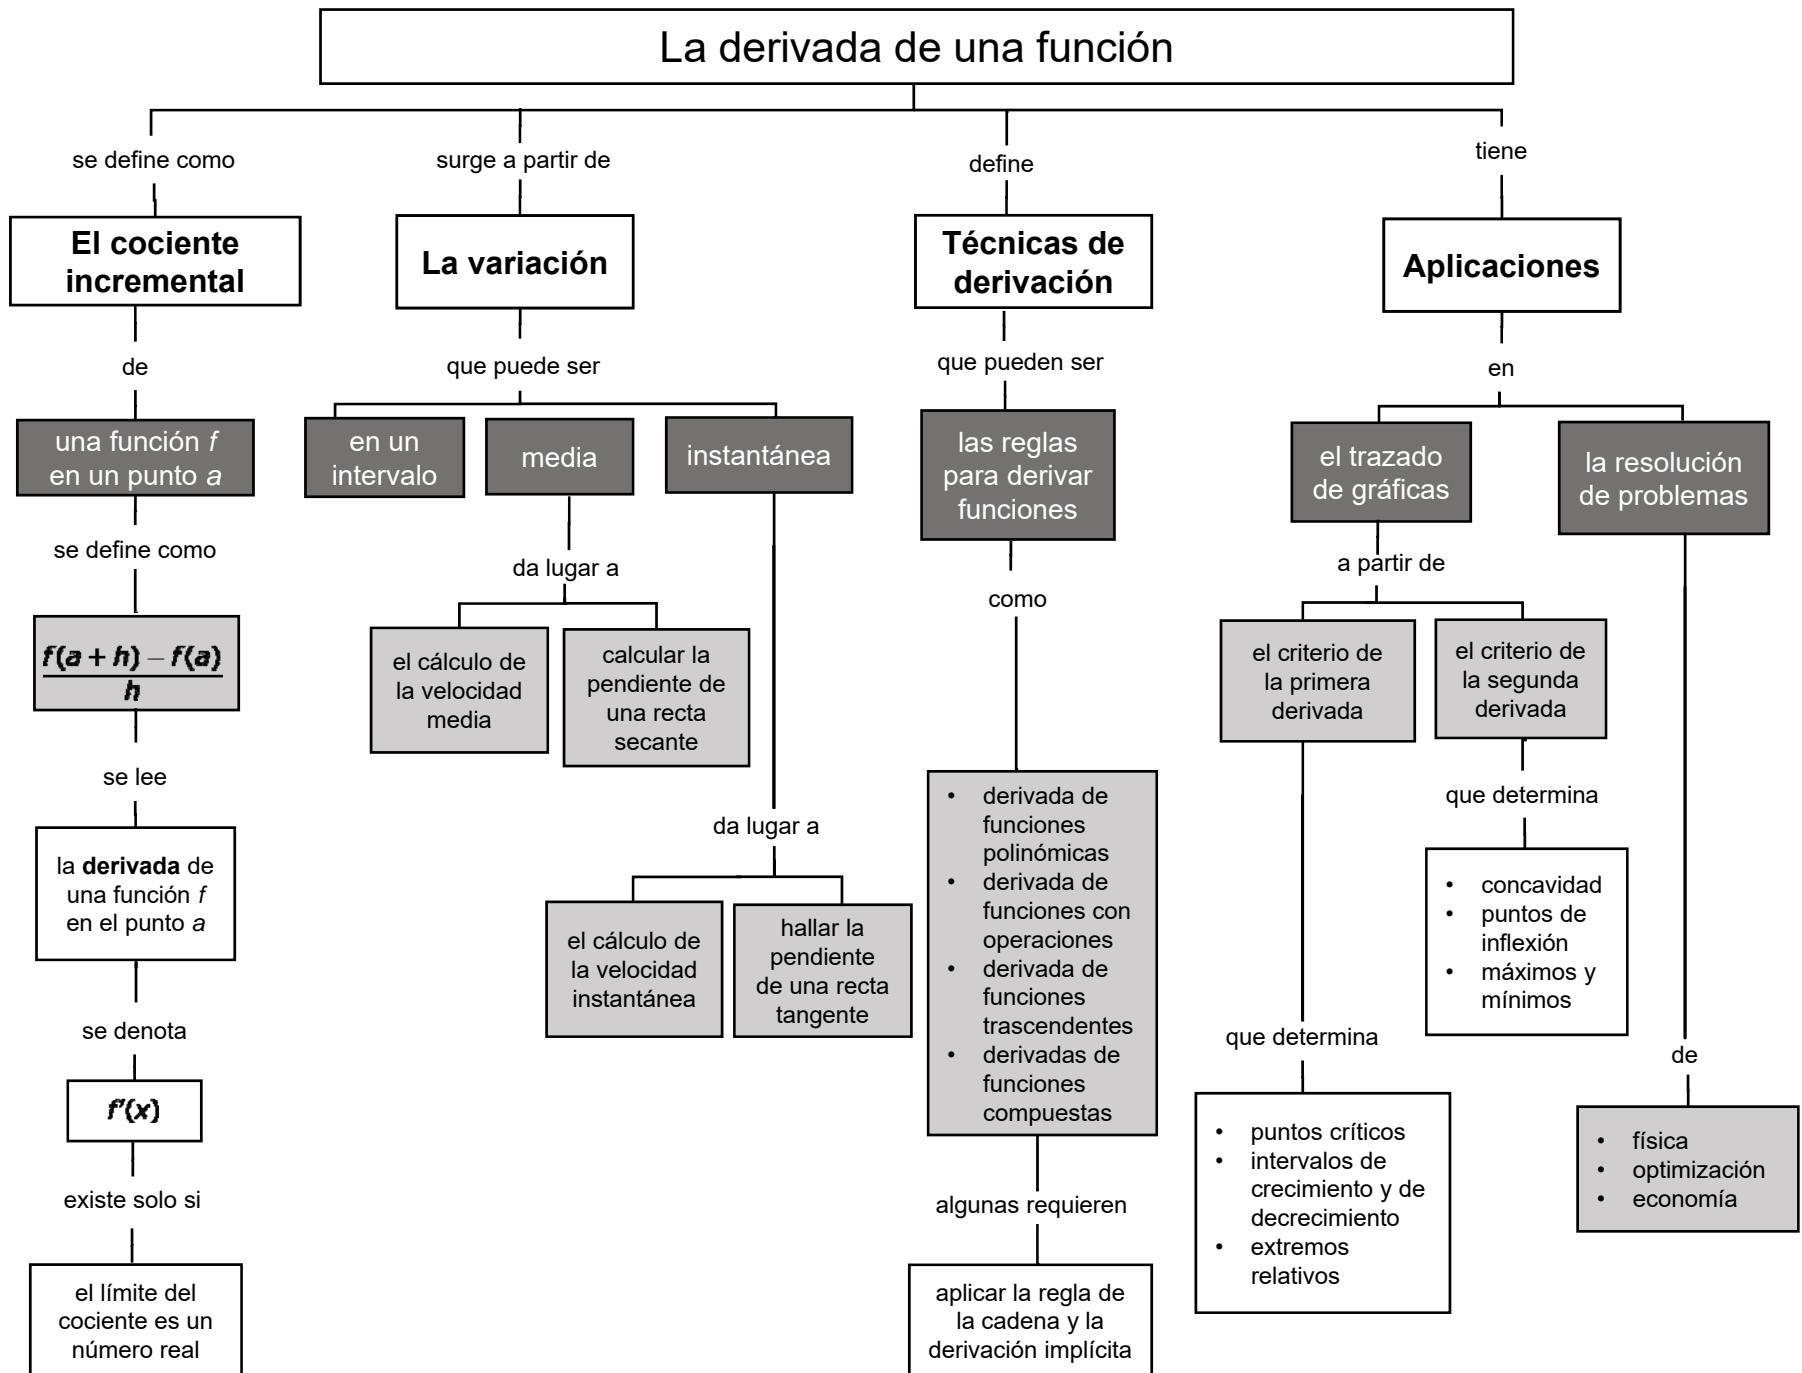 La derivada de una función
se define como
El cociente
incremental
de
una función f
en un punto a
se define como
f(a + h) – f(a)
h
se lee
la derivada de
una función f
en el punto a
se denota
f'(x)
existe solo si
el límite del
cociente es un
número real
surge a partir de
La variación
que puede ser
en un
intervalo
media
da lugar a
el cálculo de
la velocidad
media
calcular la
pendiente de
una recta
secante
instantánea
da lugar a
el cálculo de
la velocidad
instantánea
hallar la
pendiente
de una recta
tangente
define
Técnicas de
derivación
que pueden ser
las reglas
para derivar
funciones
como
• derivada de
funciones
polinómicas
• derivada de
funciones con
operaciones
• derivada de
funciones
trascendentes
• derivadas de
funciones
compuestas
algunas requieren
aplicar la regla de
la cadena y la
derivación implícita
tiene
Aplicaciones
en
el trazado
de gráficas
a partir de
el criterio de
la primera
derivada
que determina
• puntos críticos
• intervalos de
crecimiento y de
decrecimiento
• extremos
relativos
el criterio de
la segunda
derivada
que determina
• concavidad
• puntos de
inflexión
• máximos y
mínimos
la resolución
de problemas
de
• física
• optimización
• economía